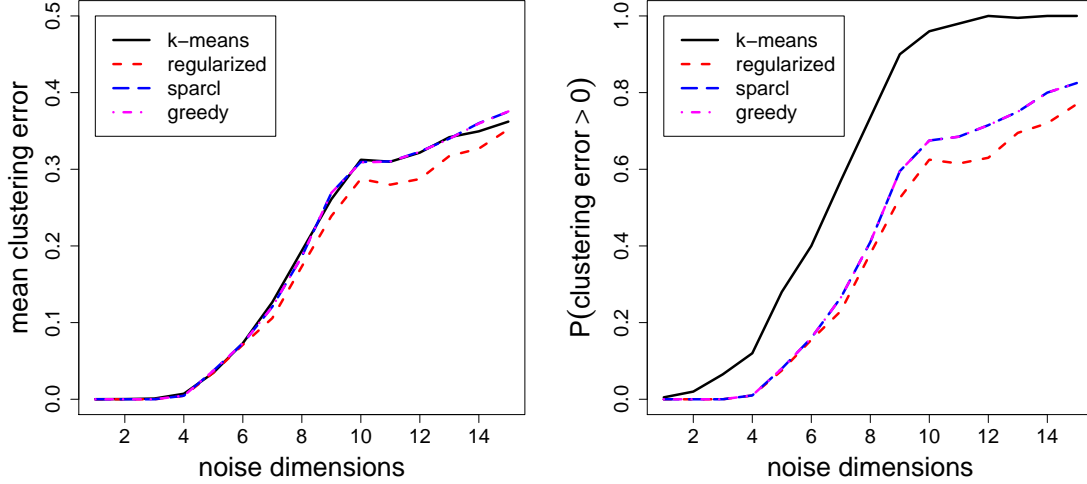 mean clustering error
0.5
0.4
0.3
0.2
0.1
0.0
k−means
regularized
sparcl
greedy
2 4 6 8 10 12 14
noise dimensions
P(clustering error > 0)
1.0
0.8
0.6
0.4
0.2
0.0
k−means
regularized
sparcl
greedy
2 4 6 8 10 12 14
noise dimensions